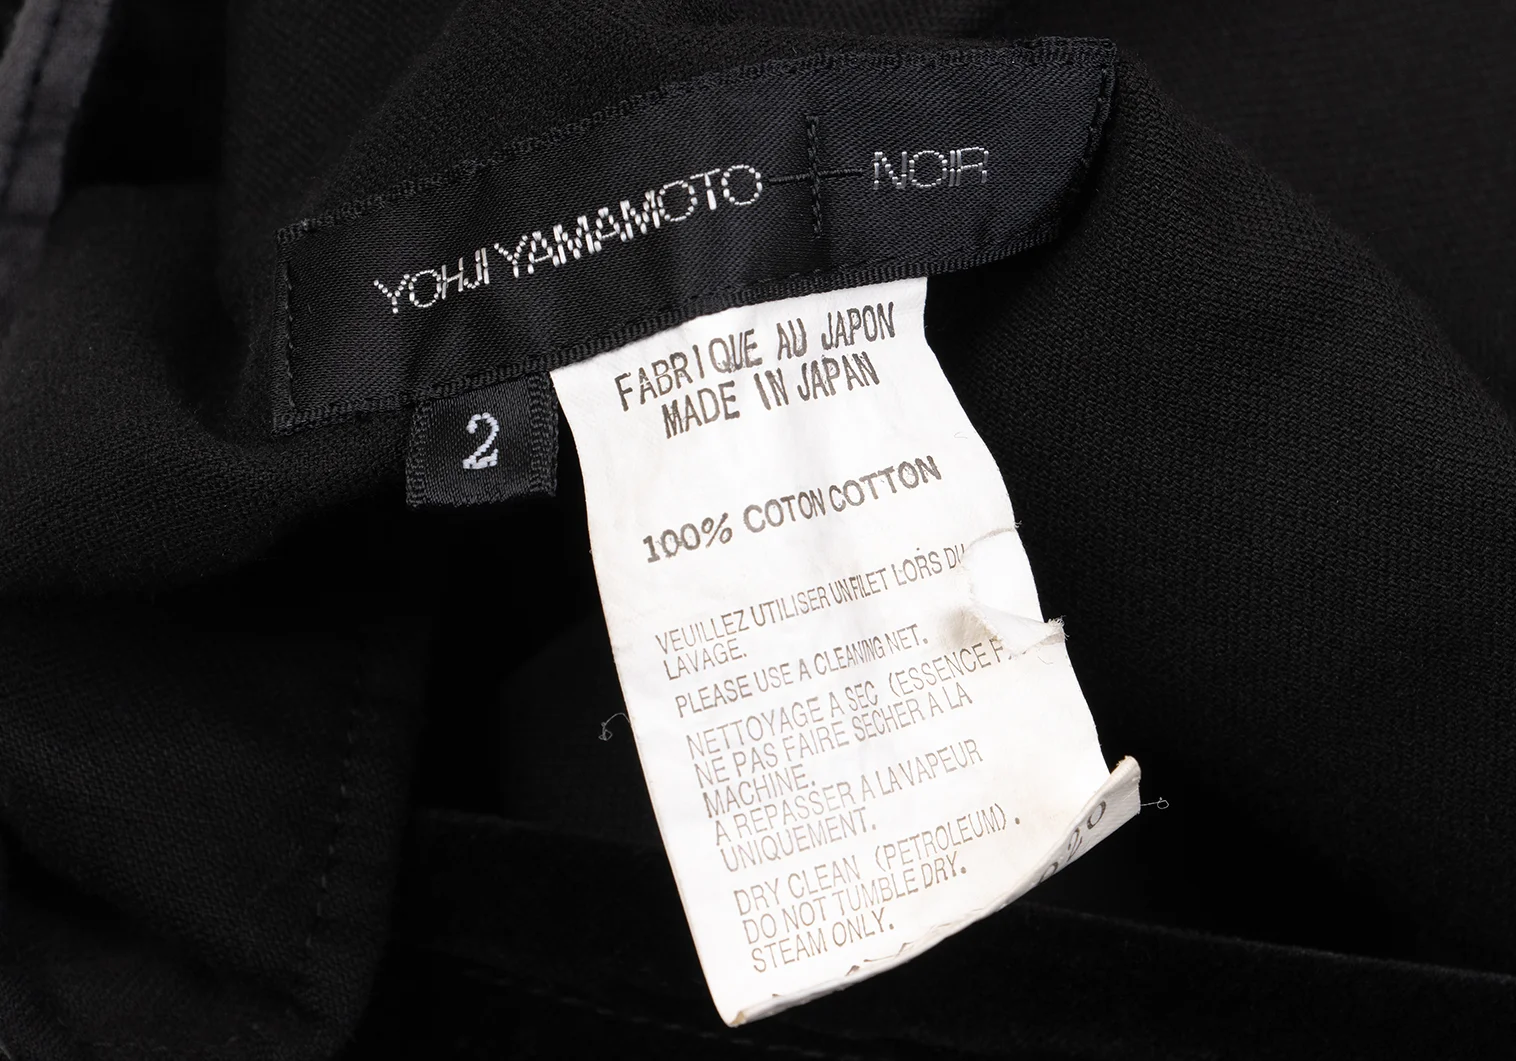 YOHJI YAMAMOTO + NOIR
2
FABRIQUE AU JAPON
MADE IN JAPAN
100% COTON COTTON
VEUILLEZ UTILISER UN FILET LORS DU
LAVAGE.
PLEASE USE A CLEANING NET.
NETTOYAGE A SEC (ESSENCE
NE PAS FAIRE SECHER A LA
MACHINE.
A REPASSER A LA VAPEUR
UNIQUEMENT.
DRY CLEAN (PETROLEUM).
DO NOT TUMBLE DRY.
STEAM ONLY.